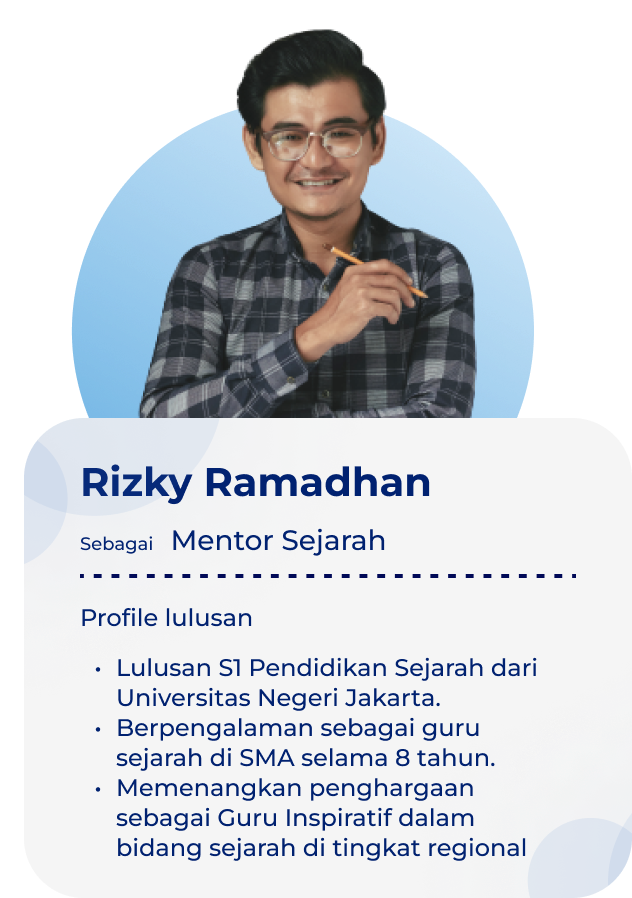 Rizky Ramadhan
Sebagai Mentor Sejarah
Profile lulusan
• Lulusan S1 Pendidikan Sejarah dari
Universitas Negeri Jakarta.
• Berpengalaman sebagai guru
sejarah di SMA selama 8 tahun.
• Memenangkan penghargaan
sebagai Guru Inspiratif dalam
bidang sejarah di tingkat regional